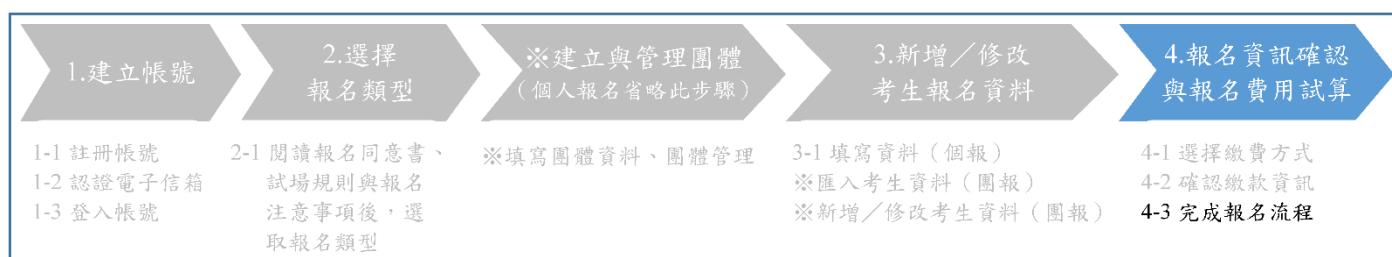 1.建立帳號
2.選擇
報名類型
※建立與管理團體
（個人報名省略此步驟）
3.新增／修改
考生報名資料
4.報名資訊確認
與報名費用試算
1-1 註冊帳號
1-2 認證電子信箱
1-3 登入帳號
2-1 閱讀報名同意書、
試場規則與報名
注意事項後，選
取報名類型
※填寫團體資料、團體管理
3-1 填寫資料（個報）
※匯入考生資料（團報）
※新增／修改考生資料（團報）
4-1 選擇繳費方式
4-2 確認繳款資訊
4-3 完成報名流程